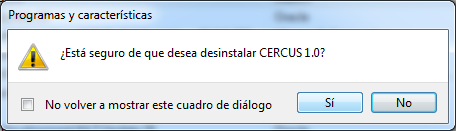 Programas y características
¿Está seguro de que desea desinstalar CERCUS 1.0?
No volver a mostrar este cuadro de diálogo
Sí
No